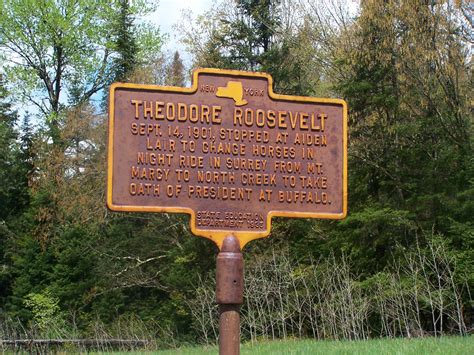 NEW YORK
THEODORE ROOSEVELT
SEPT. 14, 1901, STOPPED AT AIDEN
LAIR TO CHANGE HORSES IN
NIGHT RIDE IN SURREY FROM MT.
MARCY TO NORTH CREEK TO TAKE
OATH OF PRESIDENT AT BUFFALO.
STATE EDUCATION
DEPARTMENT